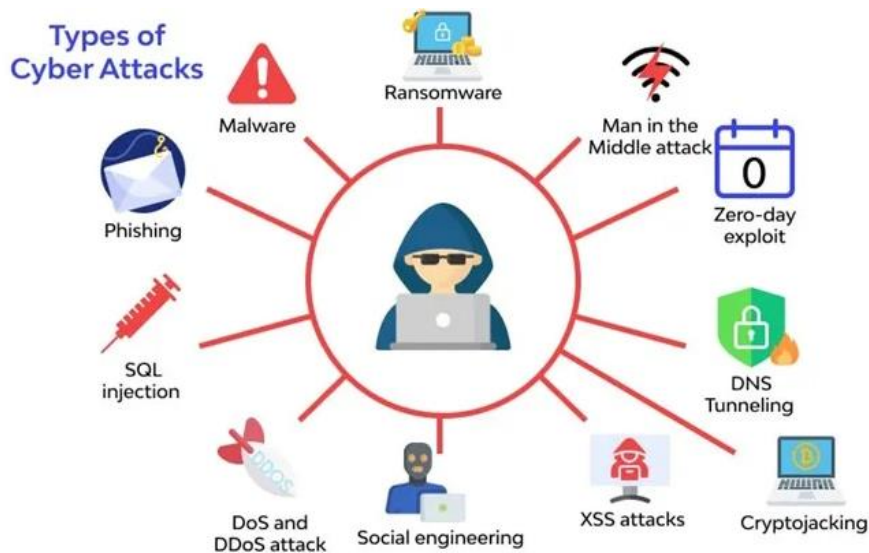 Types of
Cyber Attacks
Malware
Ransomware
Man in the
Middle attack
0
Zero-day
exploit
Phishing
SQL
injection
DNS
Tunneling
DDOS
DoS and
DDoS attack
Social engineering
XSS attacks
Cryptojacking